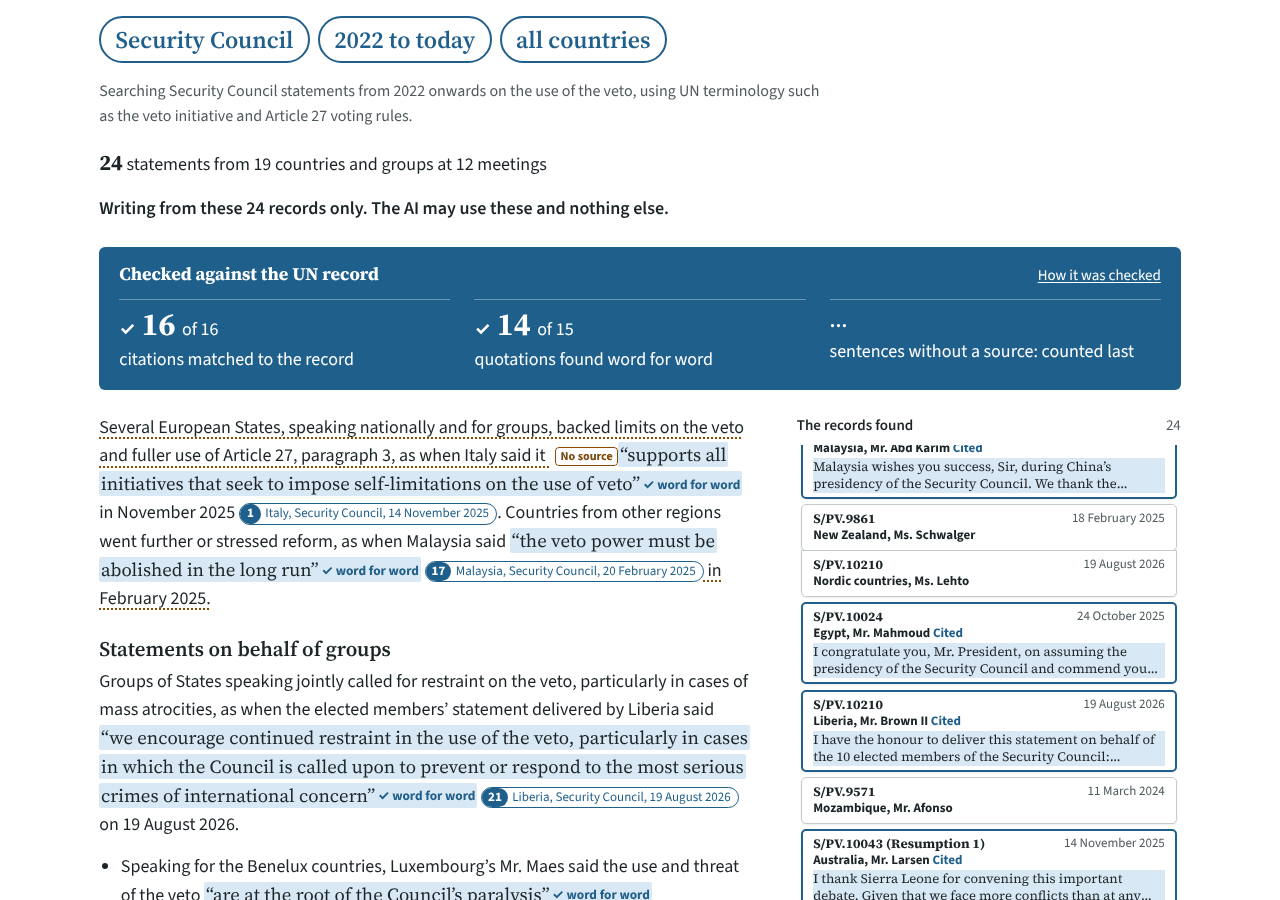 Security Council 2022 to today all countries
Searching Security Council statements from 2022 onwards on the use of the veto, using UN terminology such
as the veto initiative and Article 27 voting rules.
24 statements from 19 countries and groups at 12 meetings
Writing from these 24 records only. The AI may use these and nothing else.
Checked against the UN record
How it was checked
✓ 16 of 16
citations matched to the record
✓ 14 of 15
quotations found word for word
...
sentences without a source: counted last
Several European States, speaking nationally and for groups, backed limits on the veto
and fuller use of Article 27, paragraph 3, as when Italy said it No source “supports all
initiatives that seek to impose self-limitations on the use of veto” ✓ word for word
in November 2025 1 Italy, Security Council, 14 November 2025. Countries from other regions
went further or stressed reform, as when Malaysia said “the veto power must be
abolished in the long run” ✓ word for word 17 Malaysia, Security Council, 20 February 2025 in
February 2025.
Statements on behalf of groups
Groups of States speaking jointly called for restraint on the veto, particularly in cases of
mass atrocities, as when the elected members’ statement delivered by Liberia said
“we encourage continued restraint in the use of the veto, particularly in cases
in which the Council is called upon to prevent or respond to the most serious
crimes of international concern” ✓ word for word 21 Liberia, Security Council, 19 August 2026
on 19 August 2026.
• Speaking for the Benelux countries, Luxembourg’s Mr. Maes said the use and threat
of the veto “are at the root of the Council’s paralysis” ✓ word for word
The records found 24
Malaysia, Mr. Abd Karim Cited
Malaysia wishes you success, Sir, during China’s
presidency of the Security Council. We thank the...
S/PV.9861 18 February 2025
New Zealand, Ms. Schwalger
S/PV.10210 19 August 2026
Nordic countries, Ms. Lehto
S/PV.10024 24 October 2025
Egypt, Mr. Mahmoud Cited
I congratulate you, Mr. President, on assuming the
presidency of the Security Council and commend you...
S/PV.10210 19 August 2026
Liberia, Mr. Brown II Cited
I have the honour to deliver this statement on behalf of
the 10 elected members of the Security Council:...
S/PV.9571 11 March 2024
Mozambique, Mr. Afonso
S/PV.10043 (Resumption 1) 14 November 2025
Australia, Mr. Larsen Cited
I thank Sierra Leone for convening this important
debate. Given that we face more conflicts than at any...